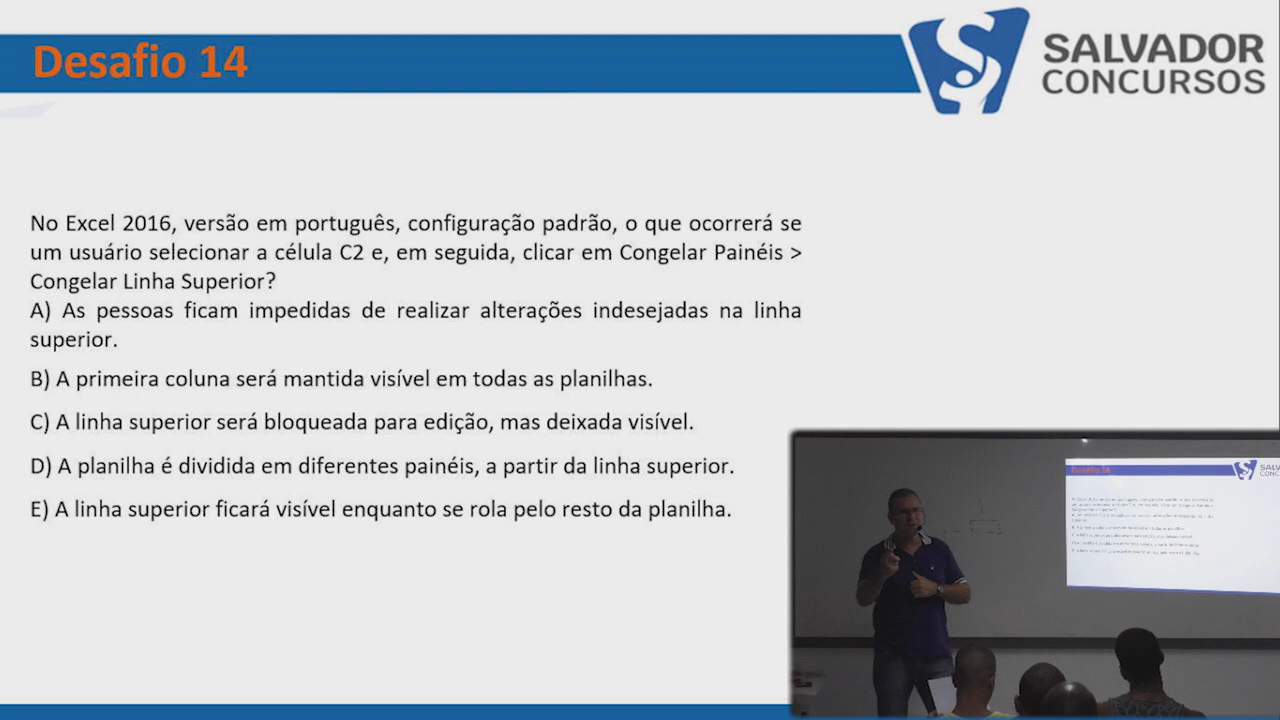 Desafio 14
SALVADOR
CONCURSOS
No Excel 2016, versão em português, configuração padrão, o que ocorrerá se
um usuário selecionar a célula C2 e, em seguida, clicar em Congelar Painéis >
Congelar Linha Superior?
A) As pessoas ficam impedidas de realizar alterações indesejadas na linha
superior.
B) A primeira coluna será mantida visível em todas as planilhas.
C) A linha superior será bloqueada para edição, mas deixada visível.
D) A planilha é dividida em diferentes painéis, a partir da linha superior.
E) A linha superior ficará visível enquanto se rola pelo resto da planilha.
Desafio 14